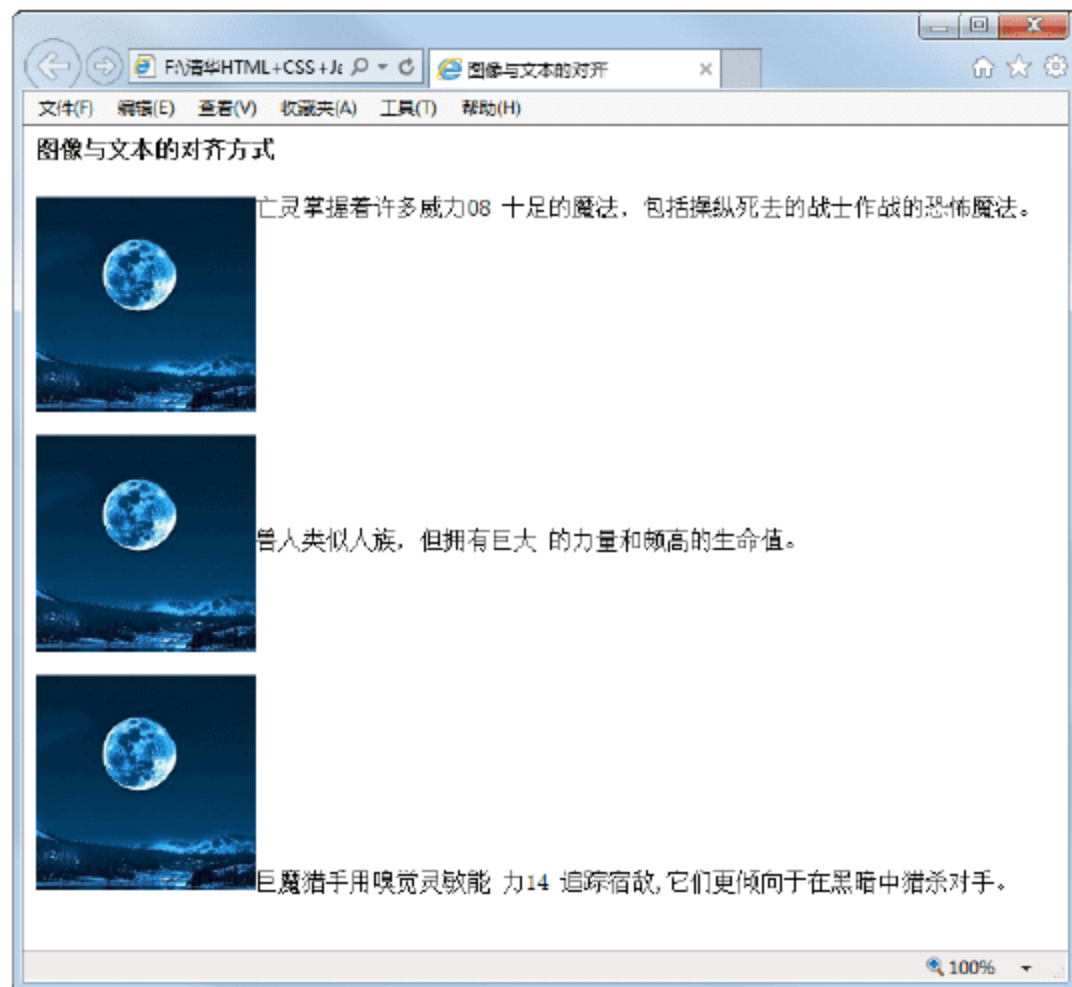 F:\清华HTML+CSS+Ja
图像与文本的对齐
文件(F) 编辑(E) 查看(V) 收藏夹(A) 工具(T) 帮助(H)
图像与文本的对齐方式
亡灵掌握着许多威力08 十足的魔法，包括操纵死去的战士作战的恐怖魔法。
兽人类似人族，但拥有巨大 的力量和颇高的生命值。
巨魔猎手用嗅觉灵敏能 力14 追踪宿敌,它们更倾向于在黑暗中猎杀对手。
100%